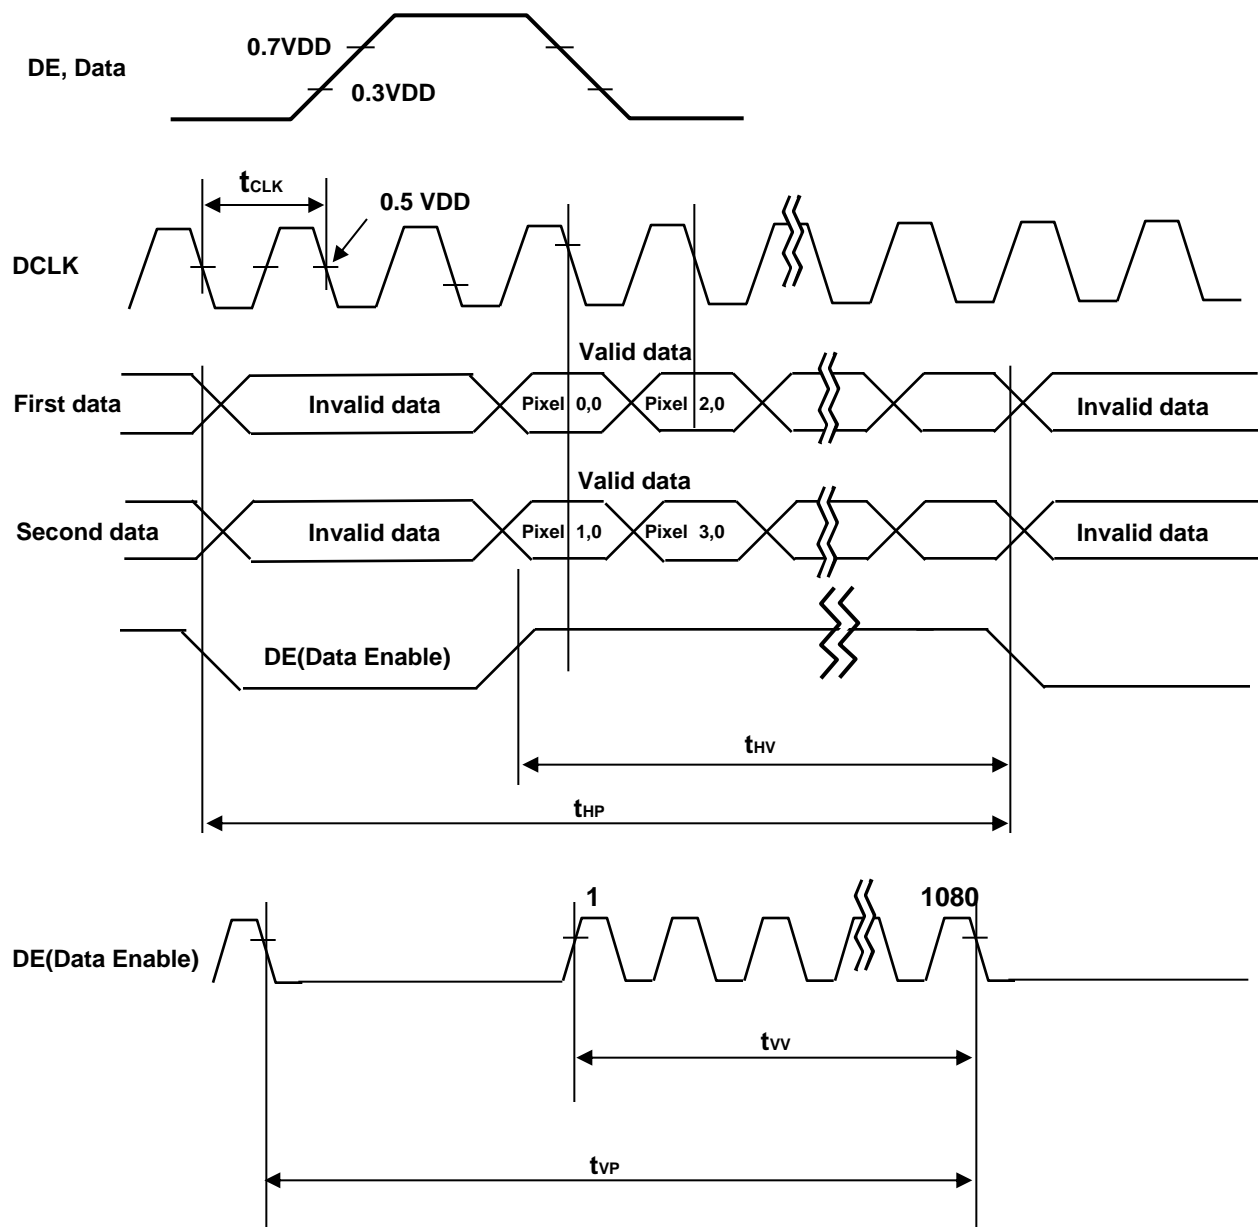 0.7VDD
DE, Data
0.3VDD
tCLK
0.5 VDD
DCLK
Valid data
First data
Invalid data
Pixel 0,0
Pixel 2,0
Invalid data
Valid data
Second data
Invalid data
Pixel 1,0
Pixel 3,0
Invalid data
DE(Data Enable)
tHV
tHP
1
1080
DE(Data Enable)
tVV
tVP